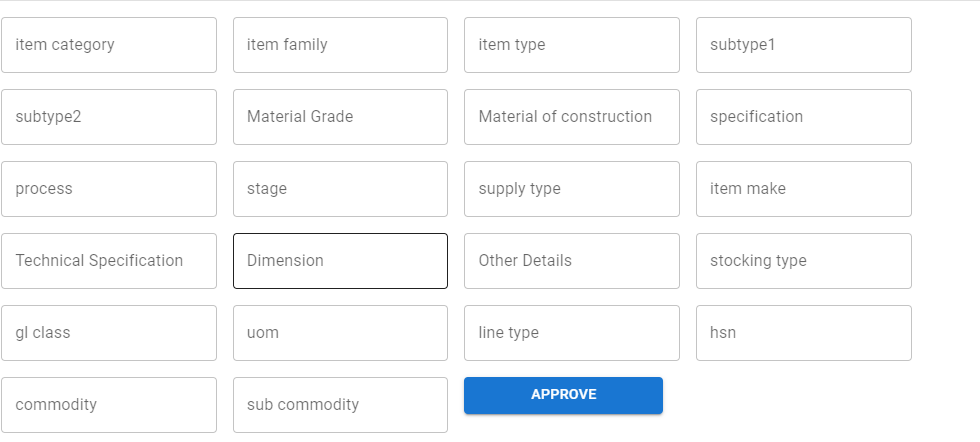 item category
item family
item type
subtype1
subtype2
Material Grade
Material of construction
specification
process
stage
supply type
item make
Technical Specification
Dimension
Other Details
stocking type
gl class
uom
line type
hsn
commodity
sub commodity
APPROVE